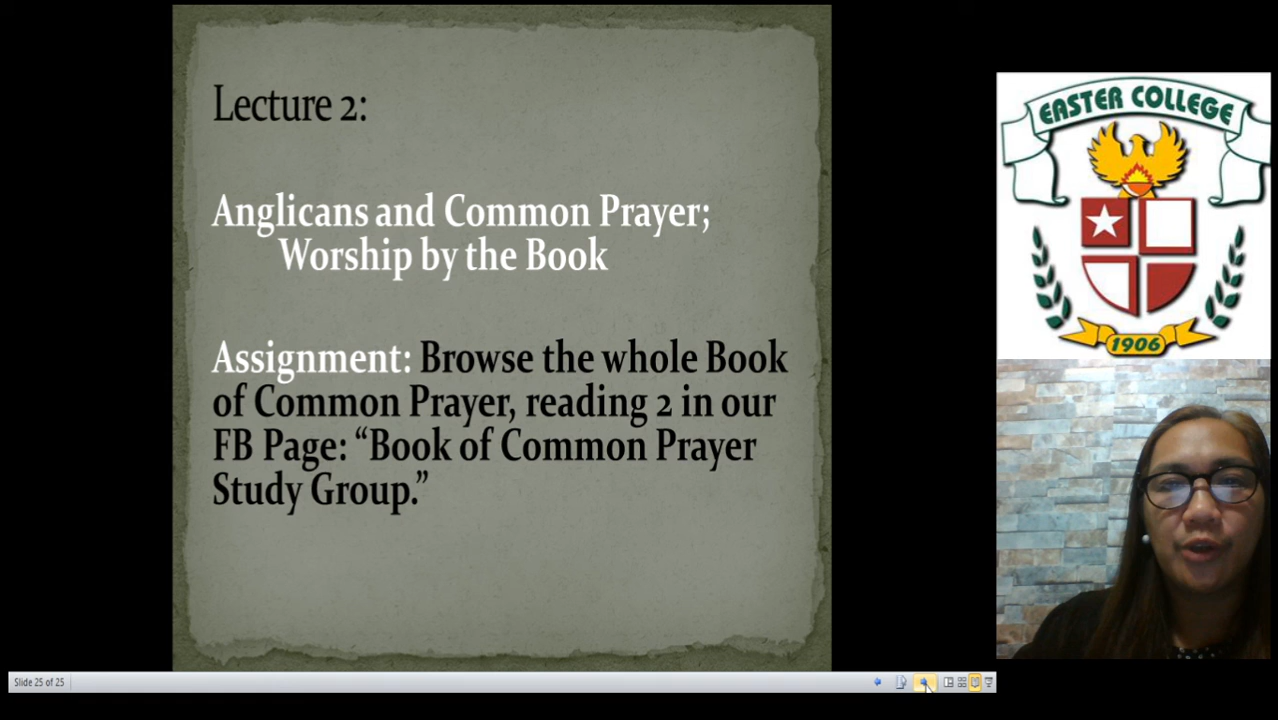 Lecture 2:
Anglicans and Common Prayer;
Worship by the Book
Assignment: Browse the whole Book
of Common Prayer, reading 2 in our
FB Page: “Book of Common Prayer
Study Group.”
EASTER COLLEGE
1906
Slide 25 of 25